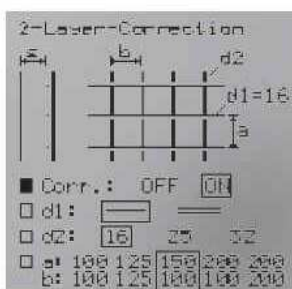 2-Layer-Correction
s b d2
d1=16
a
Corr.: OFF ON
d1:
d2: 16 25 32
a: 100 125 150 200 200
b: 100 125 100 100 200